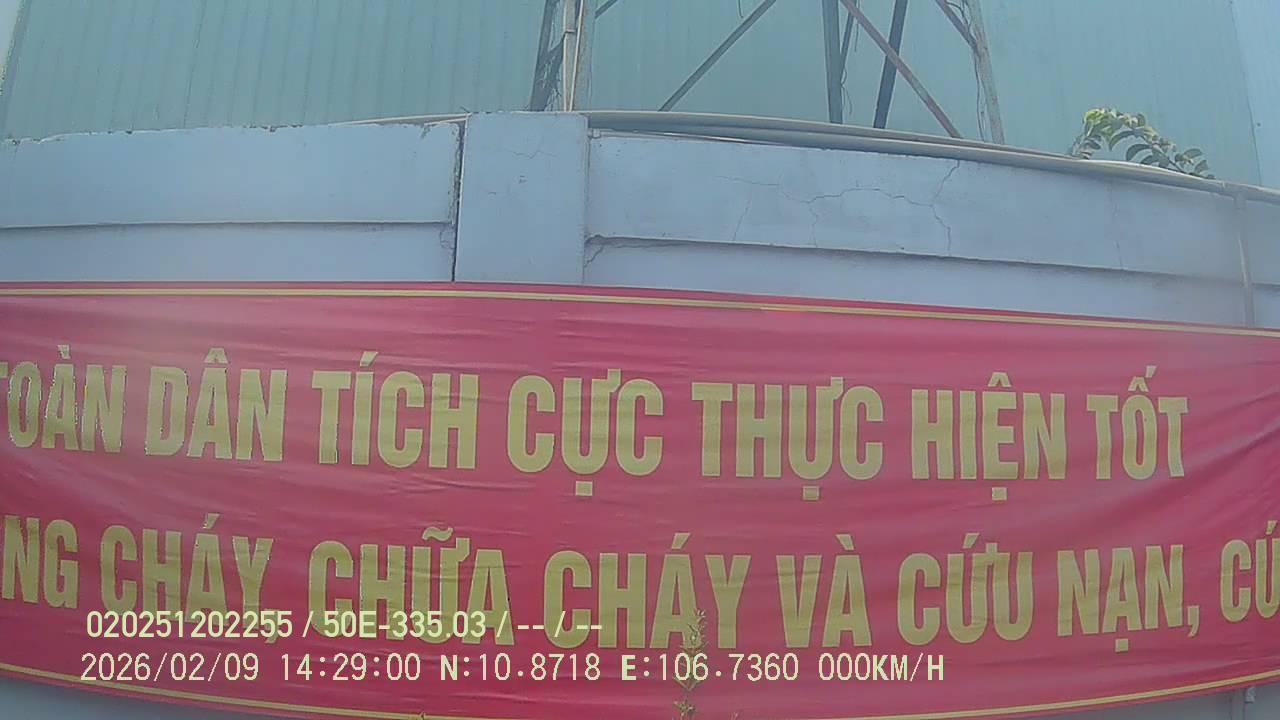 TOÀN DÂN TÍCH CỰC THỰC HIỆN TỐT
NG CHÁY, CHỮA CHÁY VÀ CỨU NẠN, CỨ
020251202255 / 50E-335.03 / -- / --
2026/02/09 14:29:00 N:10.8718 E:106.7360 000KM/H